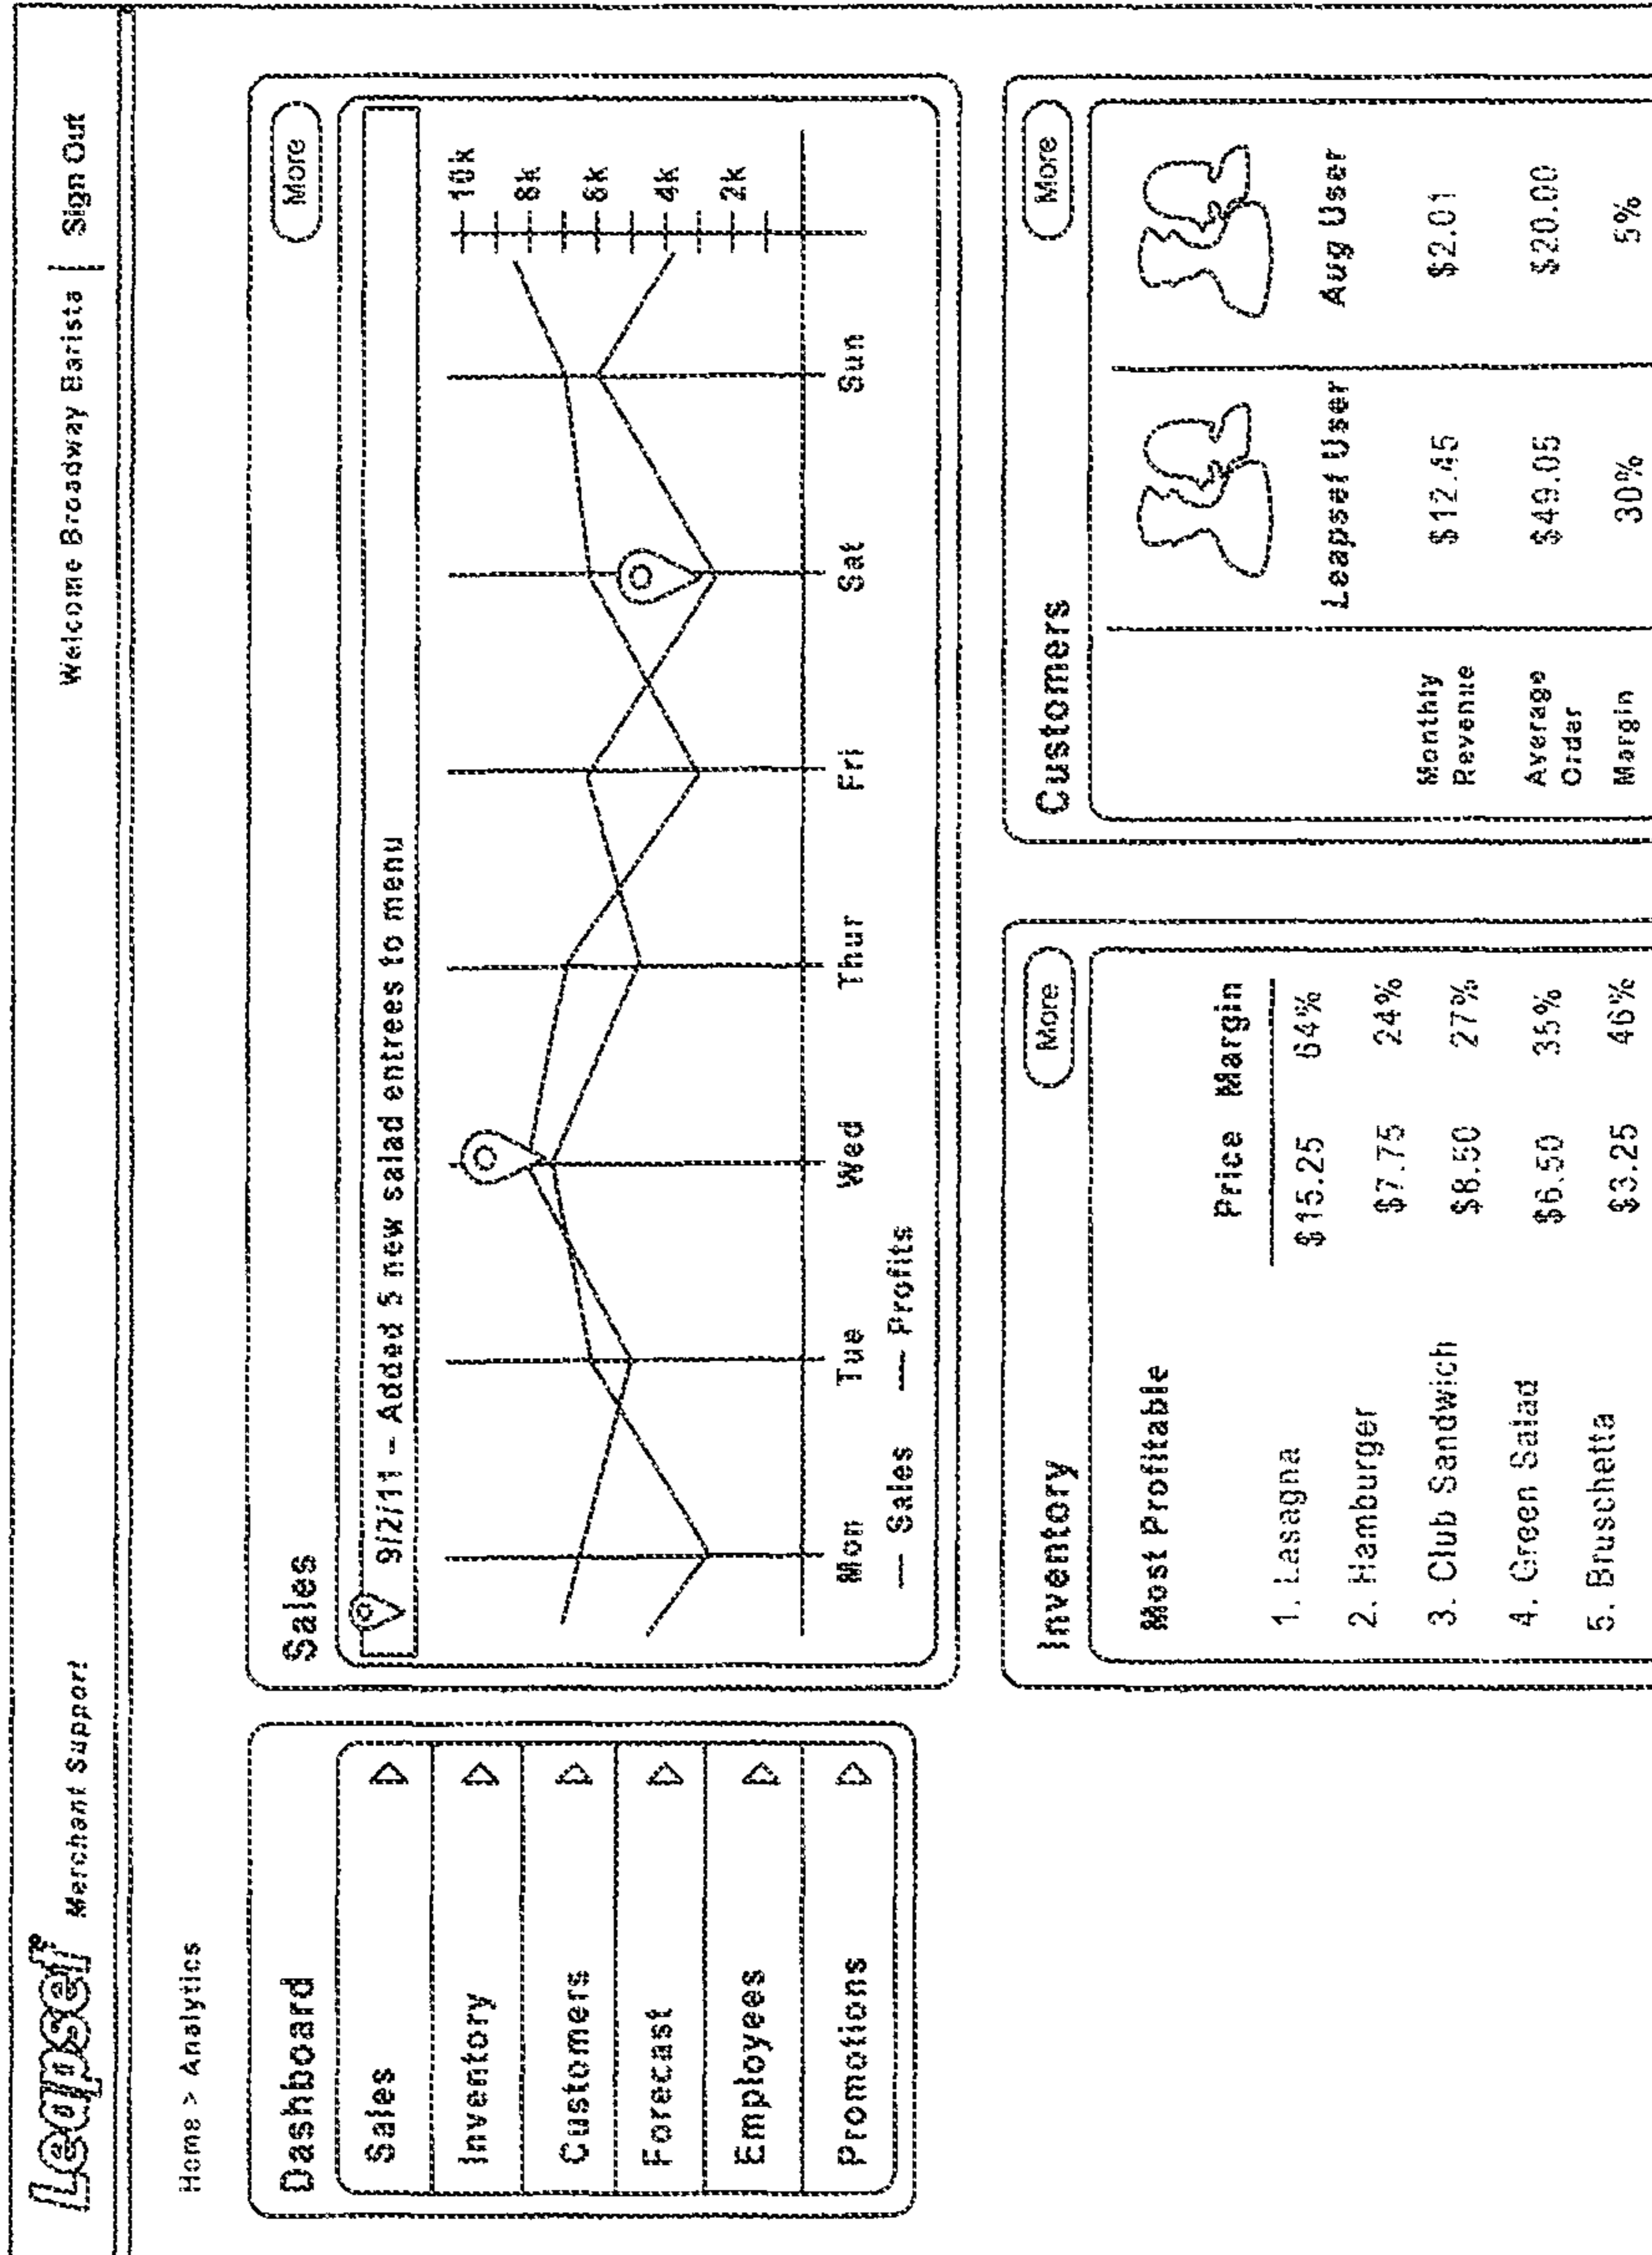 Leapset™ Merchant Support
Welcome Broadway Barista | Sign Out
Home > Analytics
Dashboard
Sales
Inventory
Customers
Forecast
Employees
Promotions
Sales
More
9/2/11 – Added 5 new salad entrees to menu
10k
8k
6k
4k
2k
Mon Tue Wed Thur Fri Sat Sun
— Sales — Profits
Inventory
More
Most Profitable
Price Margin
1. Lasagna $15.25 64%
2. Hamburger $7.75 24%
3. Club Sandwich $8.50 27%
4. Green Salad $6.50 35%
5. Bruschetta $3.25 46%
Customers
More
Leapset User Aug User
Monthly
Revenue $12.45 $2.01
Average
Order $49.05 $20.00
Margin 30% 5%